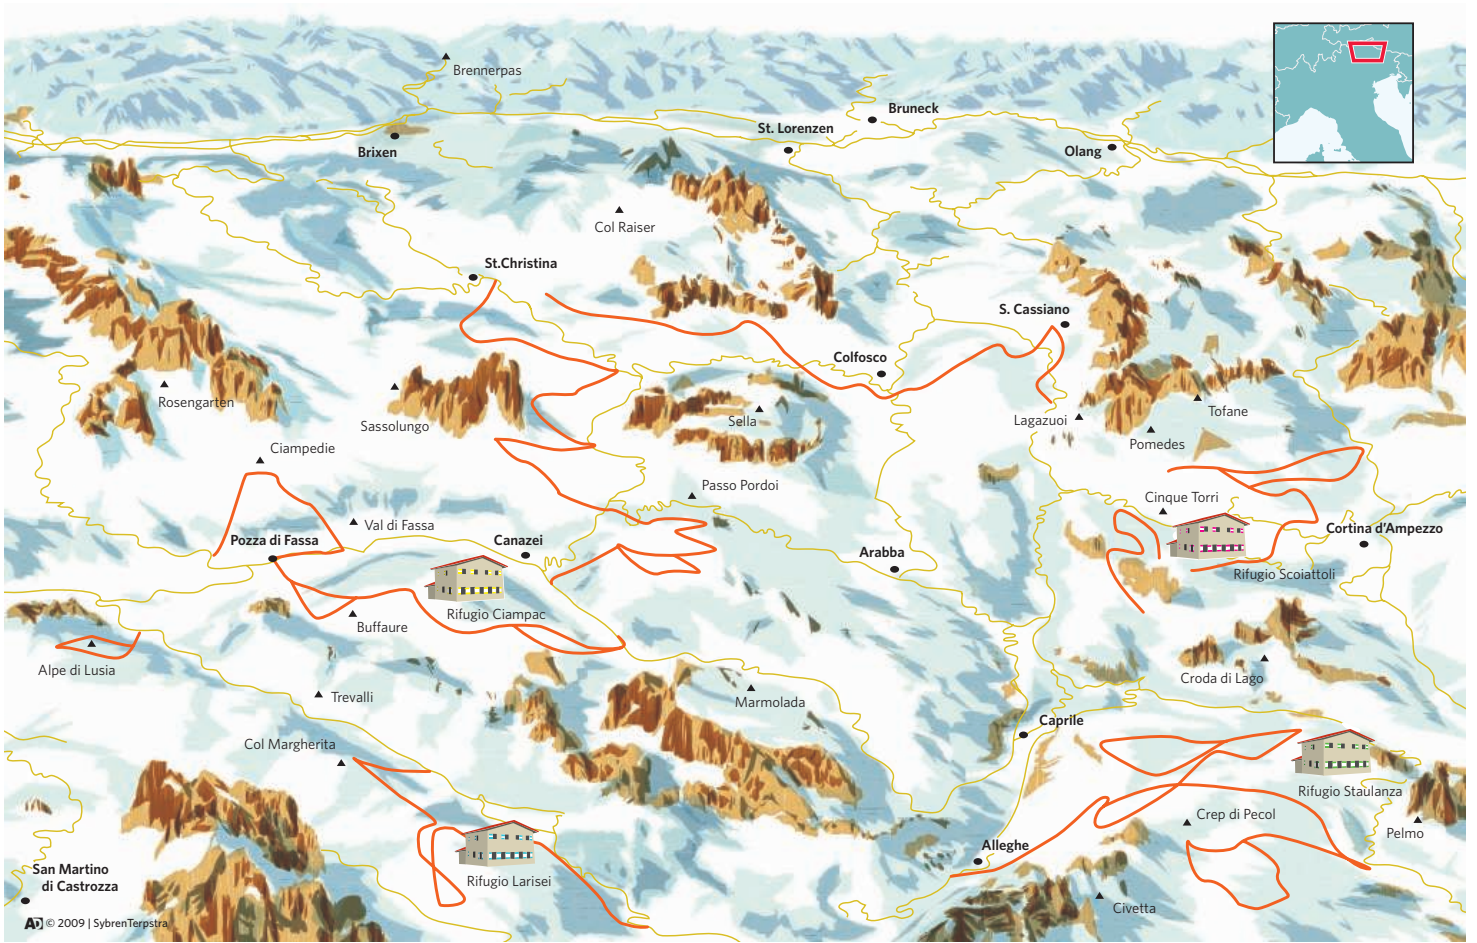 Brennerpas
Bruneck
St. Lorenzen
Brixen
Olang
Col Raiser
St.Christina
S. Cassiano
Colfosco
Rosengarten
Sassolungo
Sella
Lagazuoi
Tofane
Pomedes
Ciampedie
Passo Pordoi
Cinque Torri
Val di Fassa
Pozza di Fassa
Canazei
Arabba
Cortina d'Ampezzo
Rifugio Scoiattoli
Rifugio Ciampac
Buffaure
Alpe di Lusia
Croda di Lago
Trevalli
Marmolada
Caprile
Col Margherita
Rifugio Staulanza
Crep di Pecol
Pelmo
Alleghe
San Martino
di Castrozza
Rifugio Larisei
Civetta
AD © 2009 | SybrenTerpstra